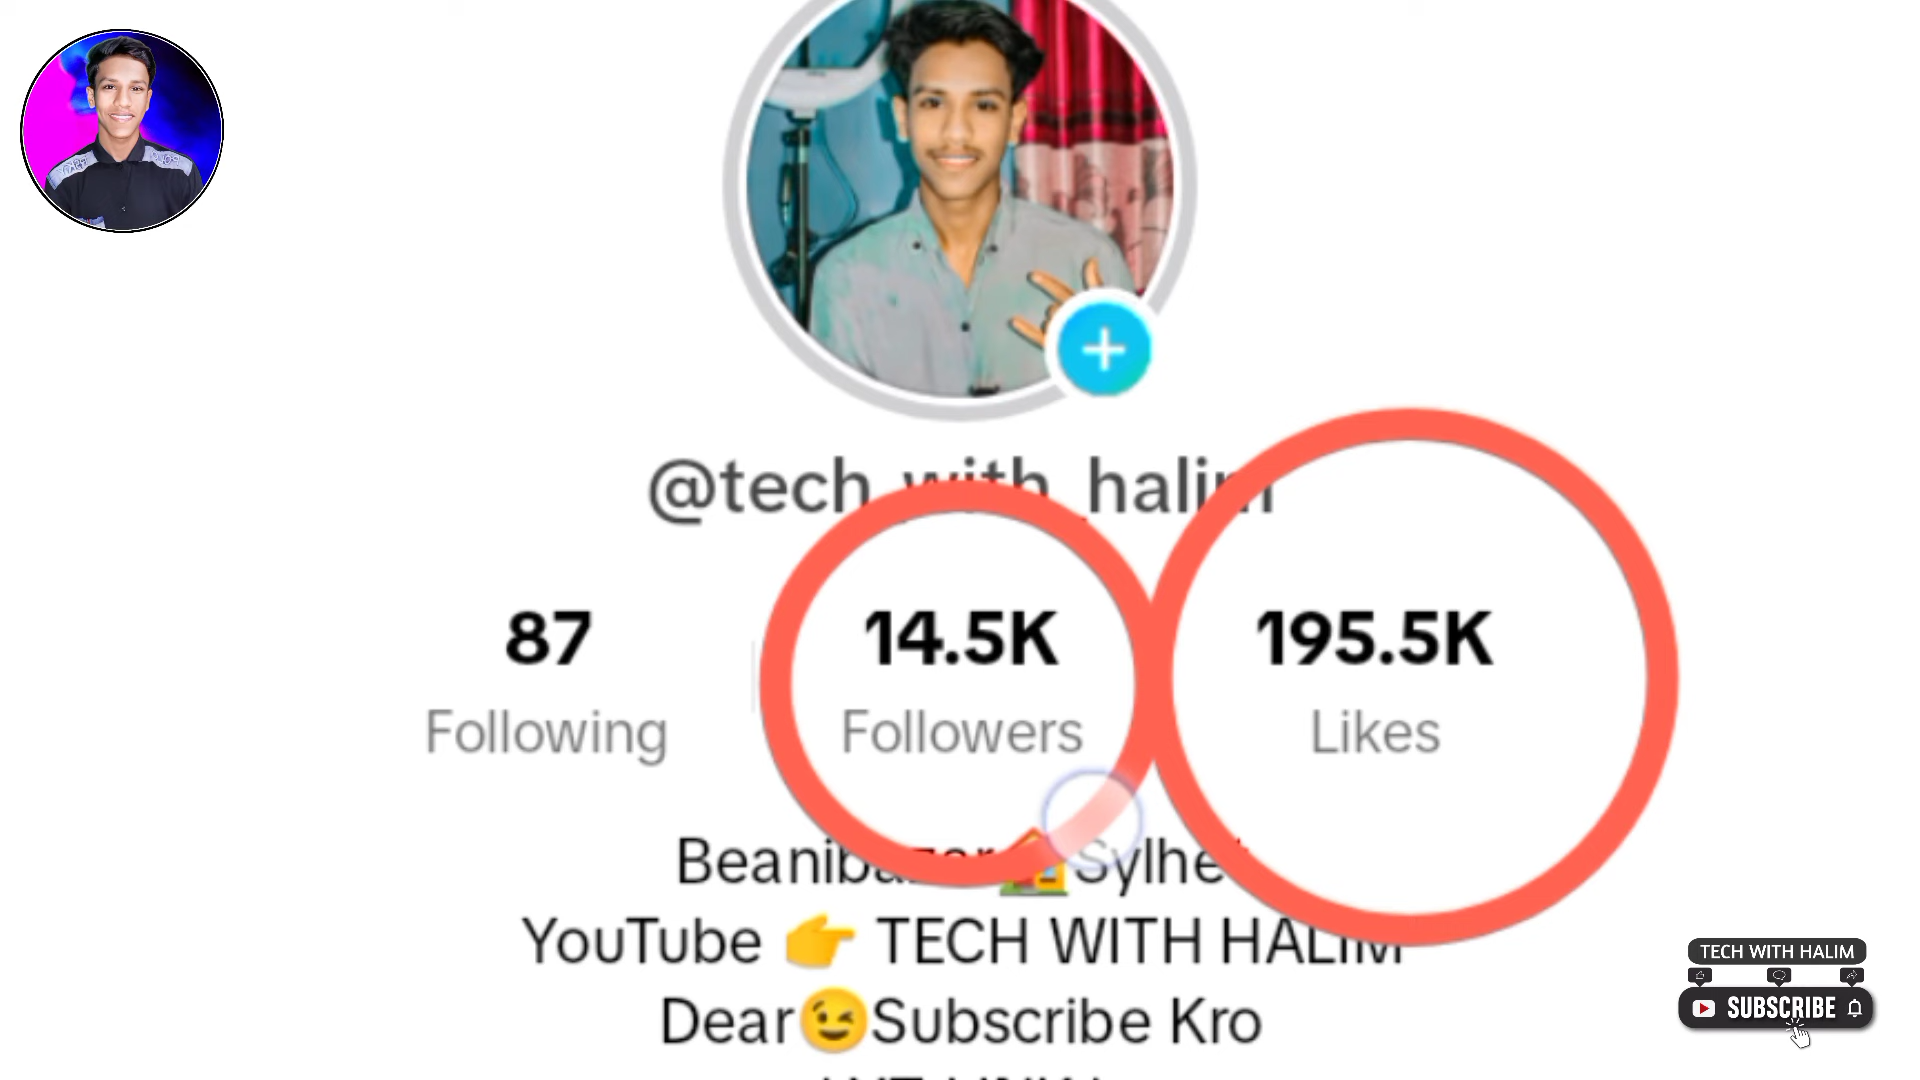 @tech_with_halim
87
Following
14.5K
Followers
195.5K
Likes
Beanibazar🏠Sylhet
YouTube 👉 TECH WITH HALIM
Dear😉Subscribe Kro
TECH WITH HALIM
SUBSCRIBE